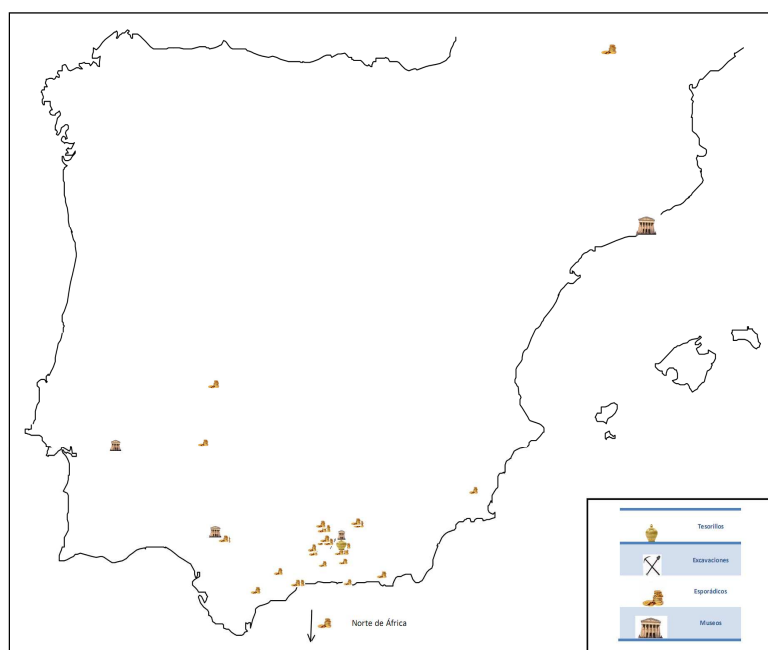 Tesorillos
Excavaciones
Esporádicos
Museos
Norte de África